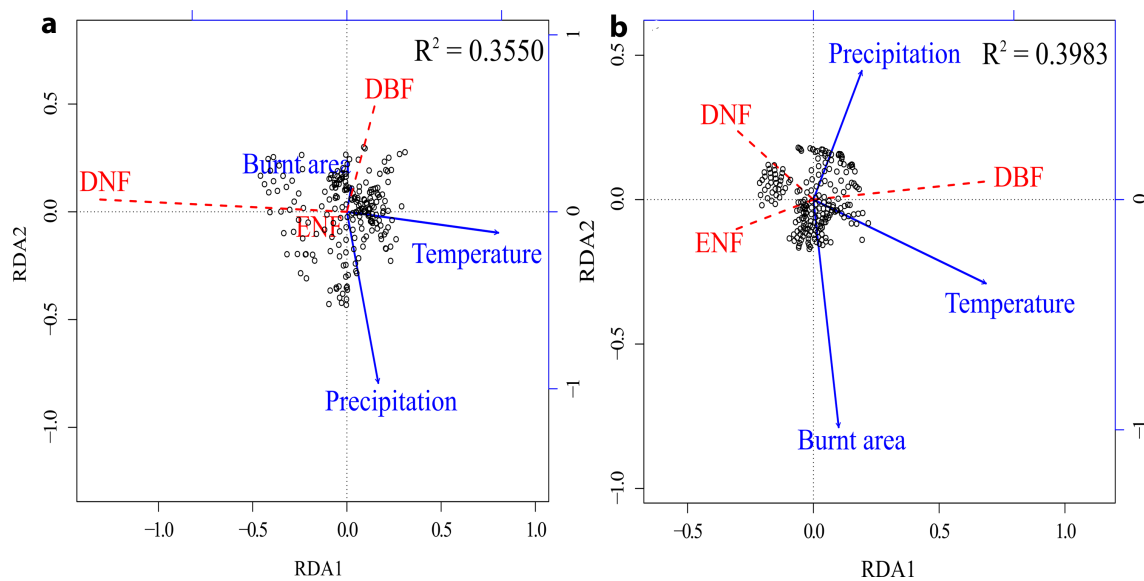 a
R² = 0.3550
DBF
Burnt area
DNF
ENF
Temperature
Precipitation
RDA2
0.5
0.0
−0.5
−1.0
1
0
−1
−1.0
−0.5
0.0
0.5
1.0
RDA1
b
R² = 0.3983
Precipitation
DNF
DBF
ENF
Temperature
Burnt area
RDA2
0.5
0.0
−0.5
−1.0
0
−1
−0.5
0.0
0.5
1.0
RDA1